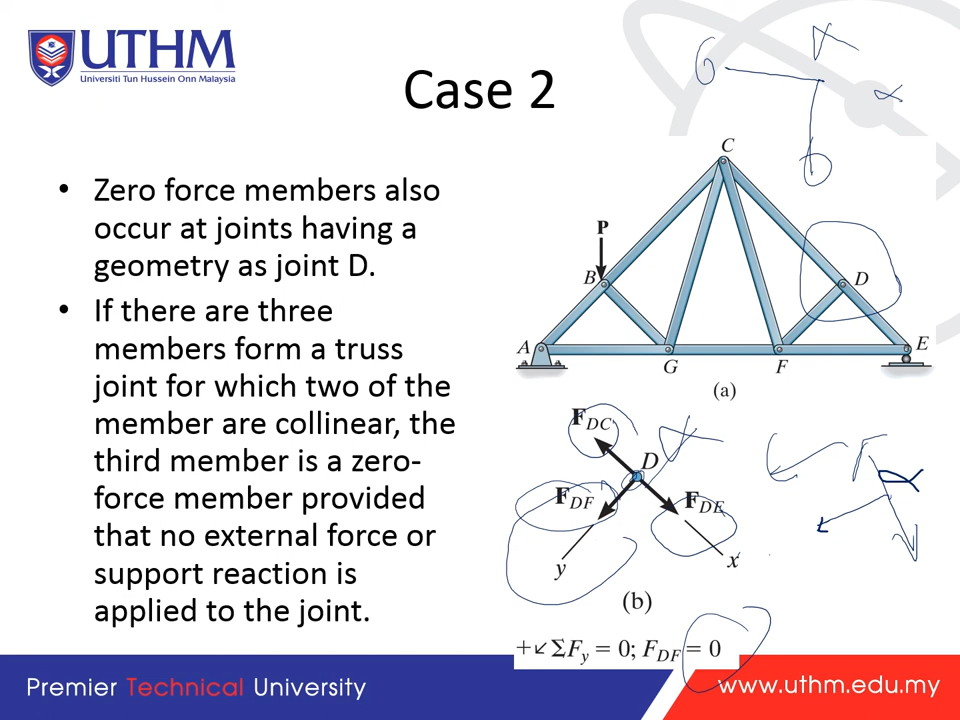 UTHM
Universiti Tun Hussein Onn Malaysia
Case 2
• Zero force members also
occur at joints having a
geometry as joint D.
• If there are three
members form a truss
joint for which two of the
member are collinear, the
third member is a zero-
force member provided
that no external force or
support reaction is
applied to the joint.
C
P
B
D
A
E
G
F
(a)
F_DC
D
F_DF
F_DE
y
x
(b)
+↙ΣF_y = 0; F_DF = 0
Premier Technical University
www.uthm.edu.my